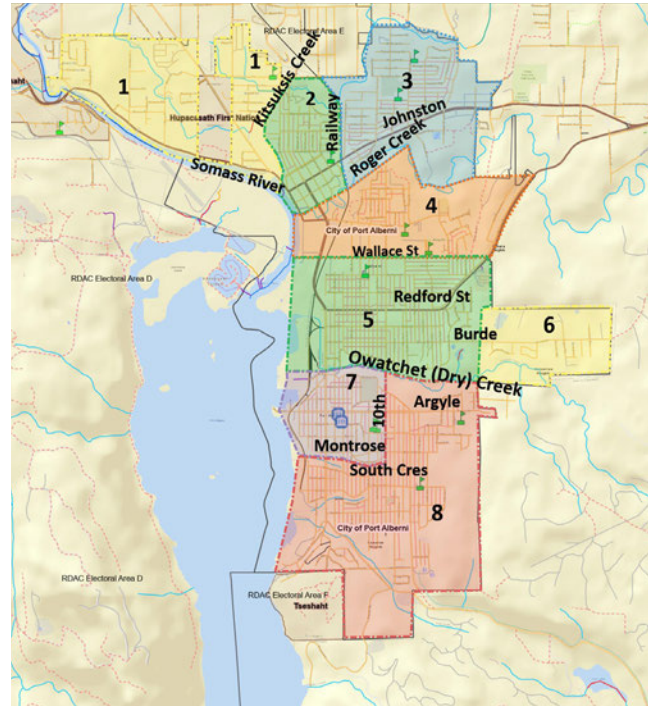 RDAC Electoral Area E
1
1
Kitsuksis Creek
2
3
Railway
Johnston
Hupacasath First Nation
Roger Creek
Somass River
4
City of Port Alberni
Wallace St
RDAC Electoral Area D
Redford St
5
Burde
6
Owatchet (Dry) Creek
7
10th
Argyle
Montrose
South Cres
8
City of Port Alberni
RDAC Electoral Area D
RDAC Electoral Area F
Tseshaht